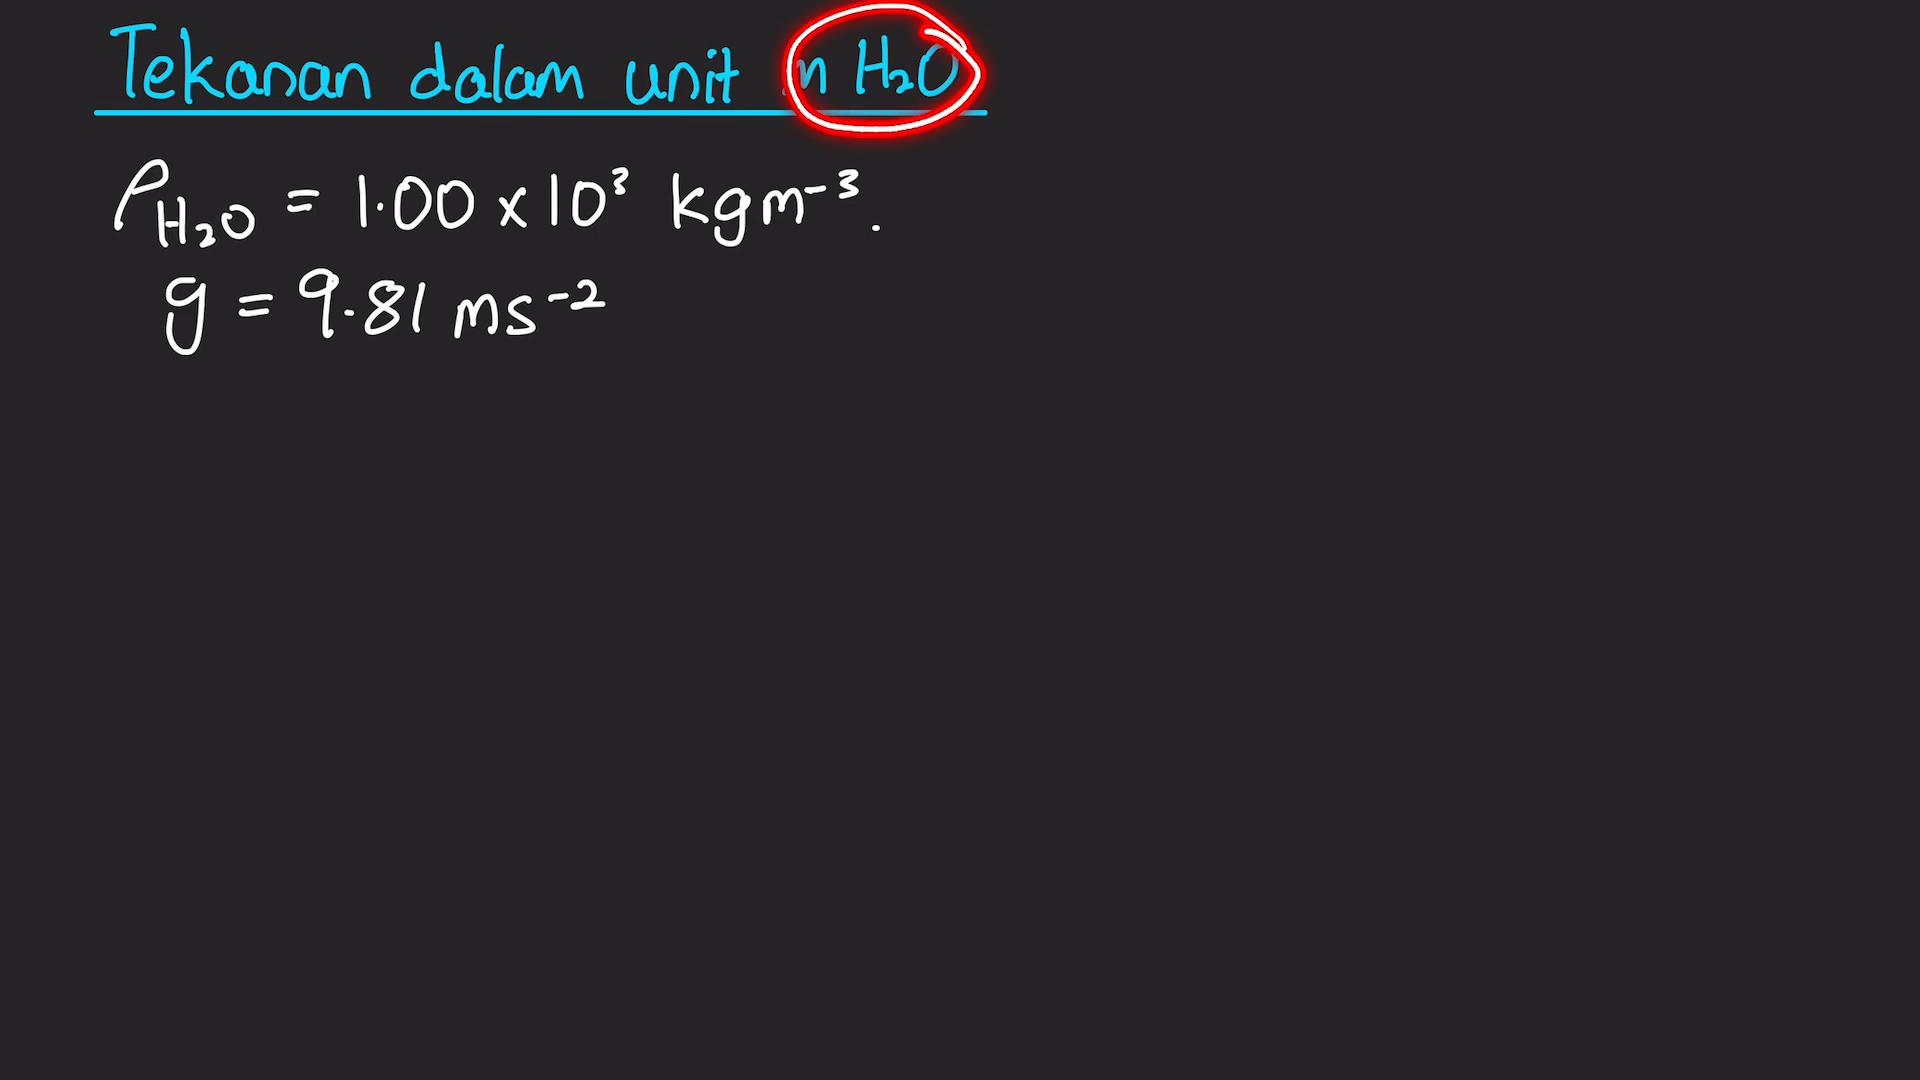 Tekanan dalam unit m H₂O
ρH₂O = 1.00 x 10³ kgm⁻³.
g = 9.81 ms⁻²